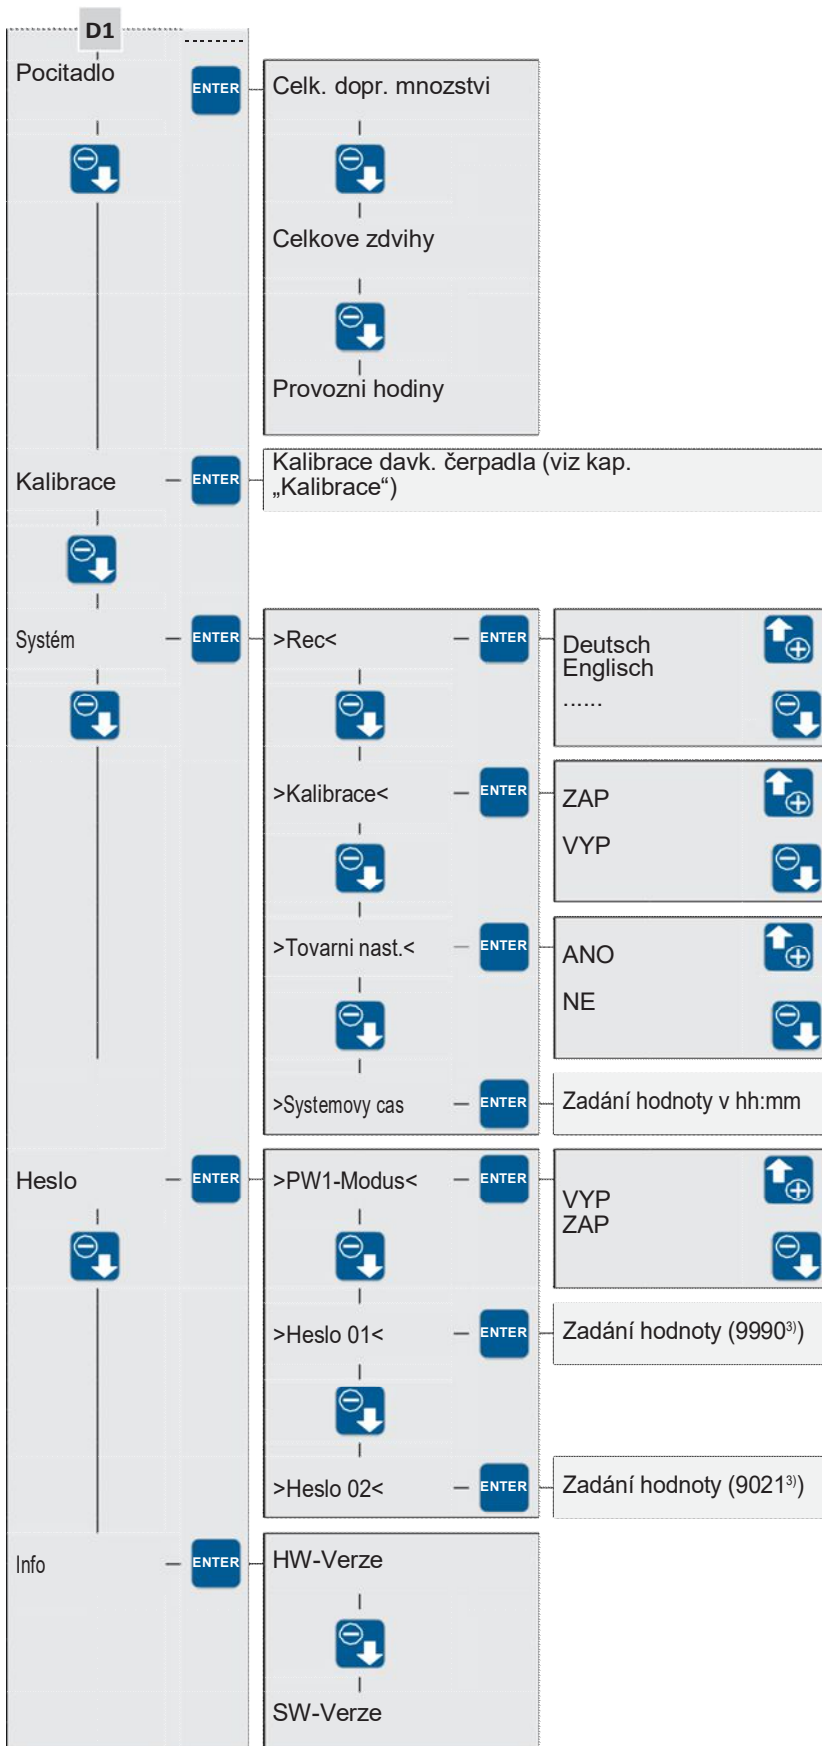 D1
Pocitadlo
ENTER
Celk. dopr. mnozstvi
Celkove zdvihy
Provozni hodiny
Kalibrace
ENTER
Kalibrace davk. čerpadla (viz kap.
„Kalibrace“)
Systém
ENTER
>Rec<
ENTER
Deutsch
Englisch
......
>Kalibrace<
ENTER
ZAP
VYP
>Tovarni nast.<
ENTER
ANO
NE
>Systemovy cas
ENTER
Zadání hodnoty v hh:mm
Heslo
ENTER
>PW1-Modus<
ENTER
VYP
ZAP
>Heslo 01<
ENTER
Zadání hodnoty (9990³⁾)
>Heslo 02<
ENTER
Zadání hodnoty (9021³⁾)
Info
ENTER
HW-Verze
SW-Verze